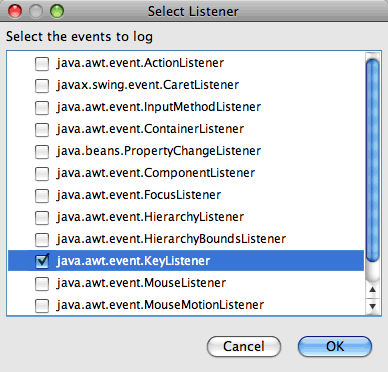 Select Listener
Select the events to log
java.awt.event.ActionListener
javax.swing.event.CaretListener
java.awt.event.InputMethodListener
java.awt.event.ContainerListener
java.beans.PropertyChangeListener
java.awt.event.ComponentListener
java.awt.event.FocusListener
java.awt.event.HierarchyListener
java.awt.event.HierarchyBoundsListener
java.awt.event.KeyListener
java.awt.event.MouseListener
java.awt.event.MouseMotionListener
Cancel OK